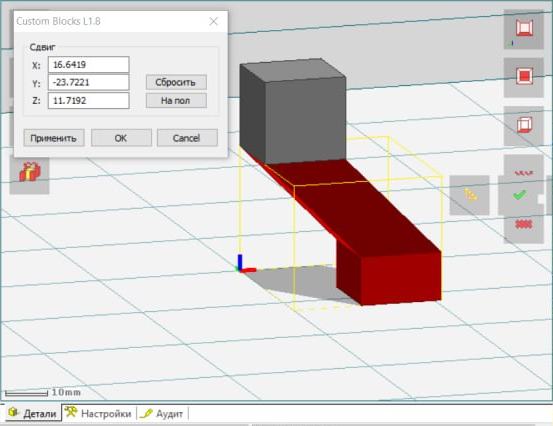 Custom Blocks L1.8
Сдвиг
X: 16.6419
Y: -23.7221 Сбросить
Z: 11.7192 На пол
Применить OK Cancel
10mm
Детали Настройки Аудит